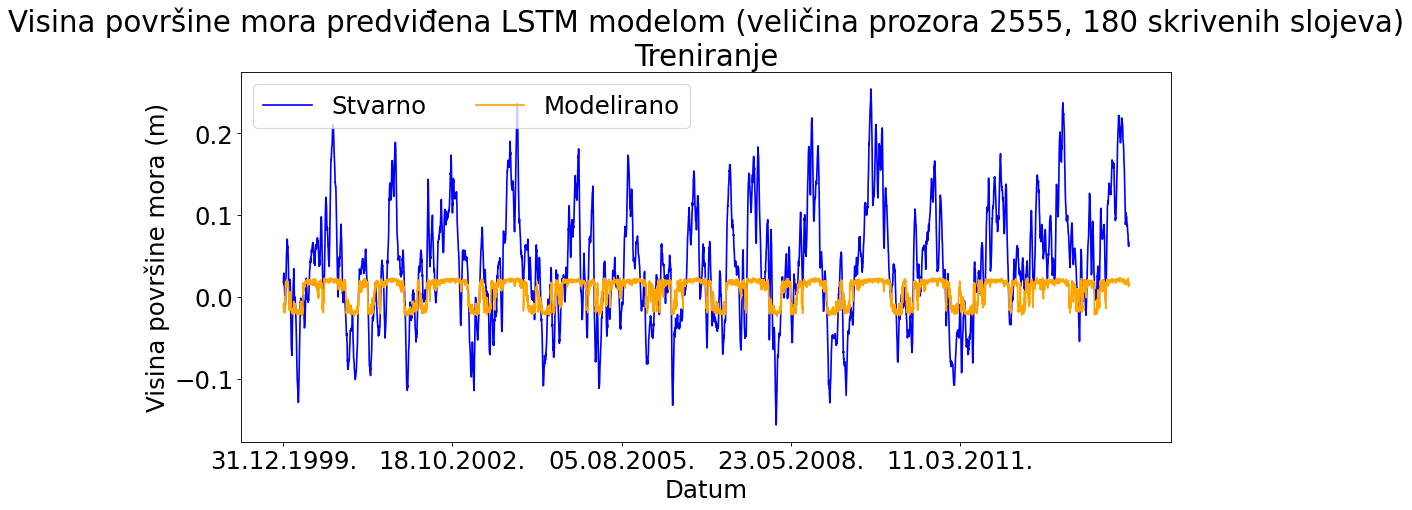 Visina površine mora predviđena LSTM modelom (veličina prozora 2555, 180 skrivenih slojeva)
Treniranje
Stvarno
Modelirano
Visina površine mora (m)
0.2
0.1
0.0
−0.1
31.12.1999.
18.10.2002.
05.08.2005.
23.05.2008.
11.03.2011.
Datum